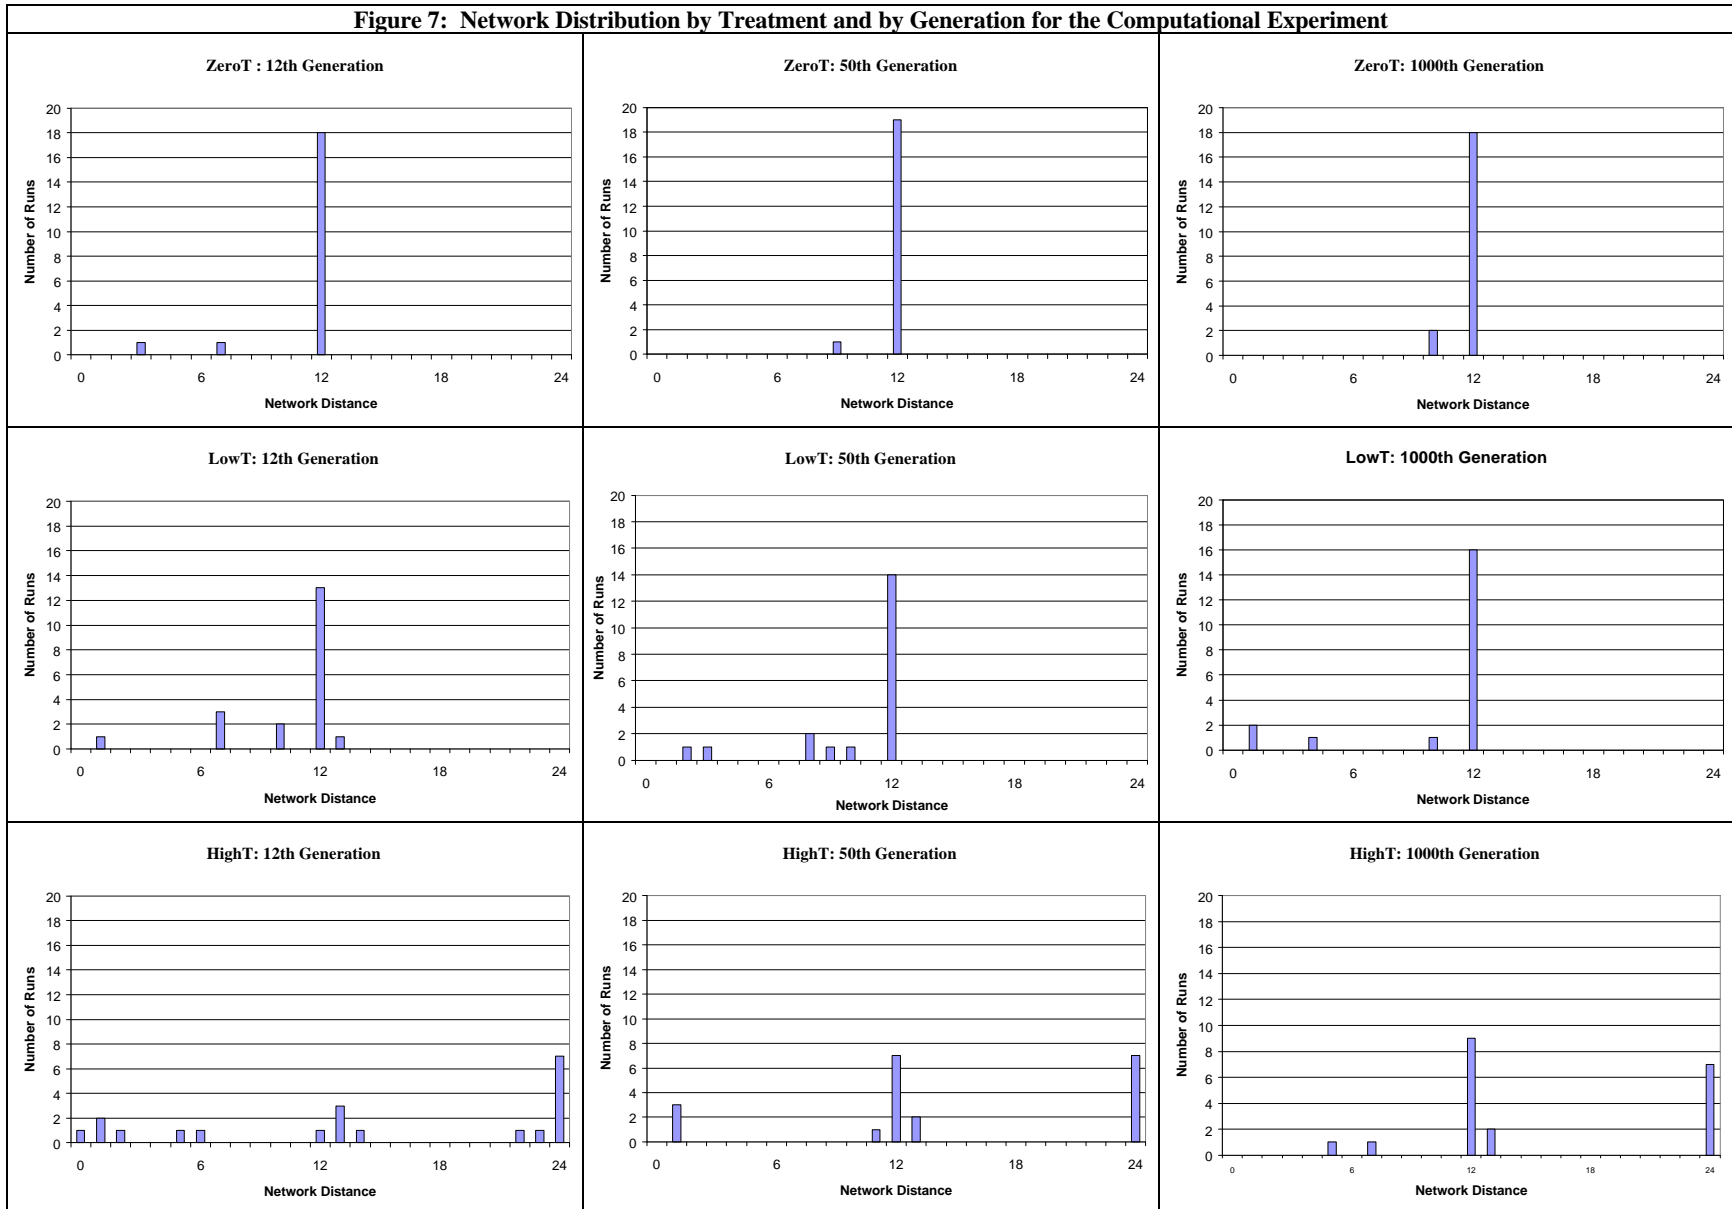 Figure 7:  Network Distribution by Treatment and by Generation for the Computational Experiment
ZeroT : 12th Generation
20
18
16
14
12
10
8
6
4
2
0
Number of Runs
0 6 12 18 24
Network Distance
ZeroT: 50th Generation
20
18
16
14
12
10
8
6
4
2
0
Number of Runs
0 6 12 18 24
Network Distance
ZeroT: 1000th Generation
20
18
16
14
12
10
8
6
4
2
0
Number of Runs
0 6 12 18 24
Network Distance
LowT: 12th Generation
20
18
16
14
12
10
8
6
4
2
0
Number of Runs
0 6 12 18 24
Network Distance
LowT: 50th Generation
20
18
16
14
12
10
8
6
4
2
0
Number of Runs
0 6 12 18 24
Network Distance
LowT: 1000th Generation
20
18
16
14
12
10
8
6
4
2
0
Number of Runs
0 6 12 18 24
Network Distance
HighT: 12th Generation
20
18
16
14
12
10
8
6
4
2
0
Number of Runs
0 6 12 18 24
Network Distance
HighT: 50th Generation
20
18
16
14
12
10
8
6
4
2
0
Number of Runs
0 6 12 18 24
Network Distance
HighT: 1000th Generation
20
18
16
14
12
10
8
6
4
2
0
Number of Runs
0 6 12 18 24
Network Distance